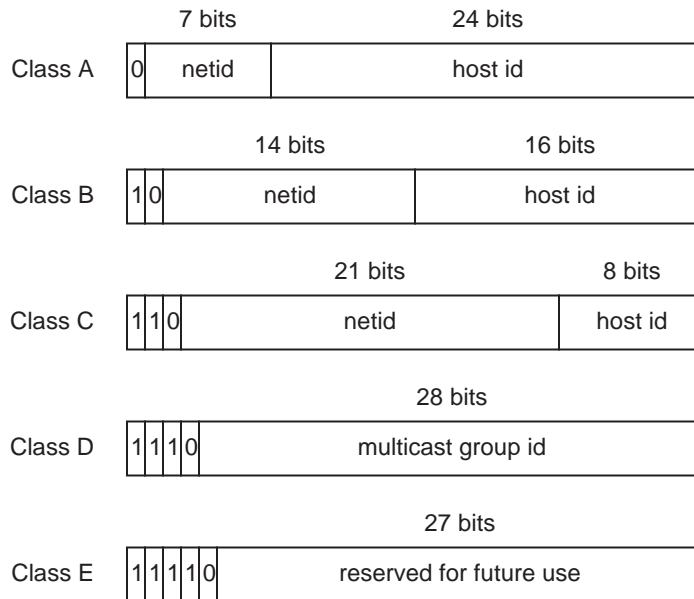 7 bits 24 bits
Class A 0 netid host id
14 bits 16 bits
Class B 1 0 netid host id
21 bits 8 bits
Class C 1 1 0 netid host id
28 bits
Class D 1 1 1 0 multicast group id
27 bits
Class E 1 1 1 1 0 reserved for future use